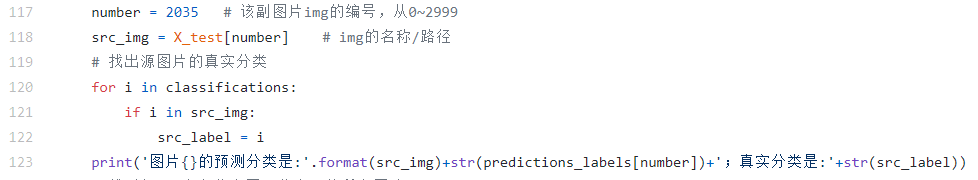 117 number = 2035 # 该副图片img的编号，从0~2999
118 src_img = X_test[number] # img的名称/路径
119 # 找出源图片的真实分类
120 for i in classifications:
121 if i in src_img:
122 src_label = i
123 print('图片{}的预测分类是:'.format(src_img)+str(predictions_labels[number])+'；真实分类是:'+str(src_label))